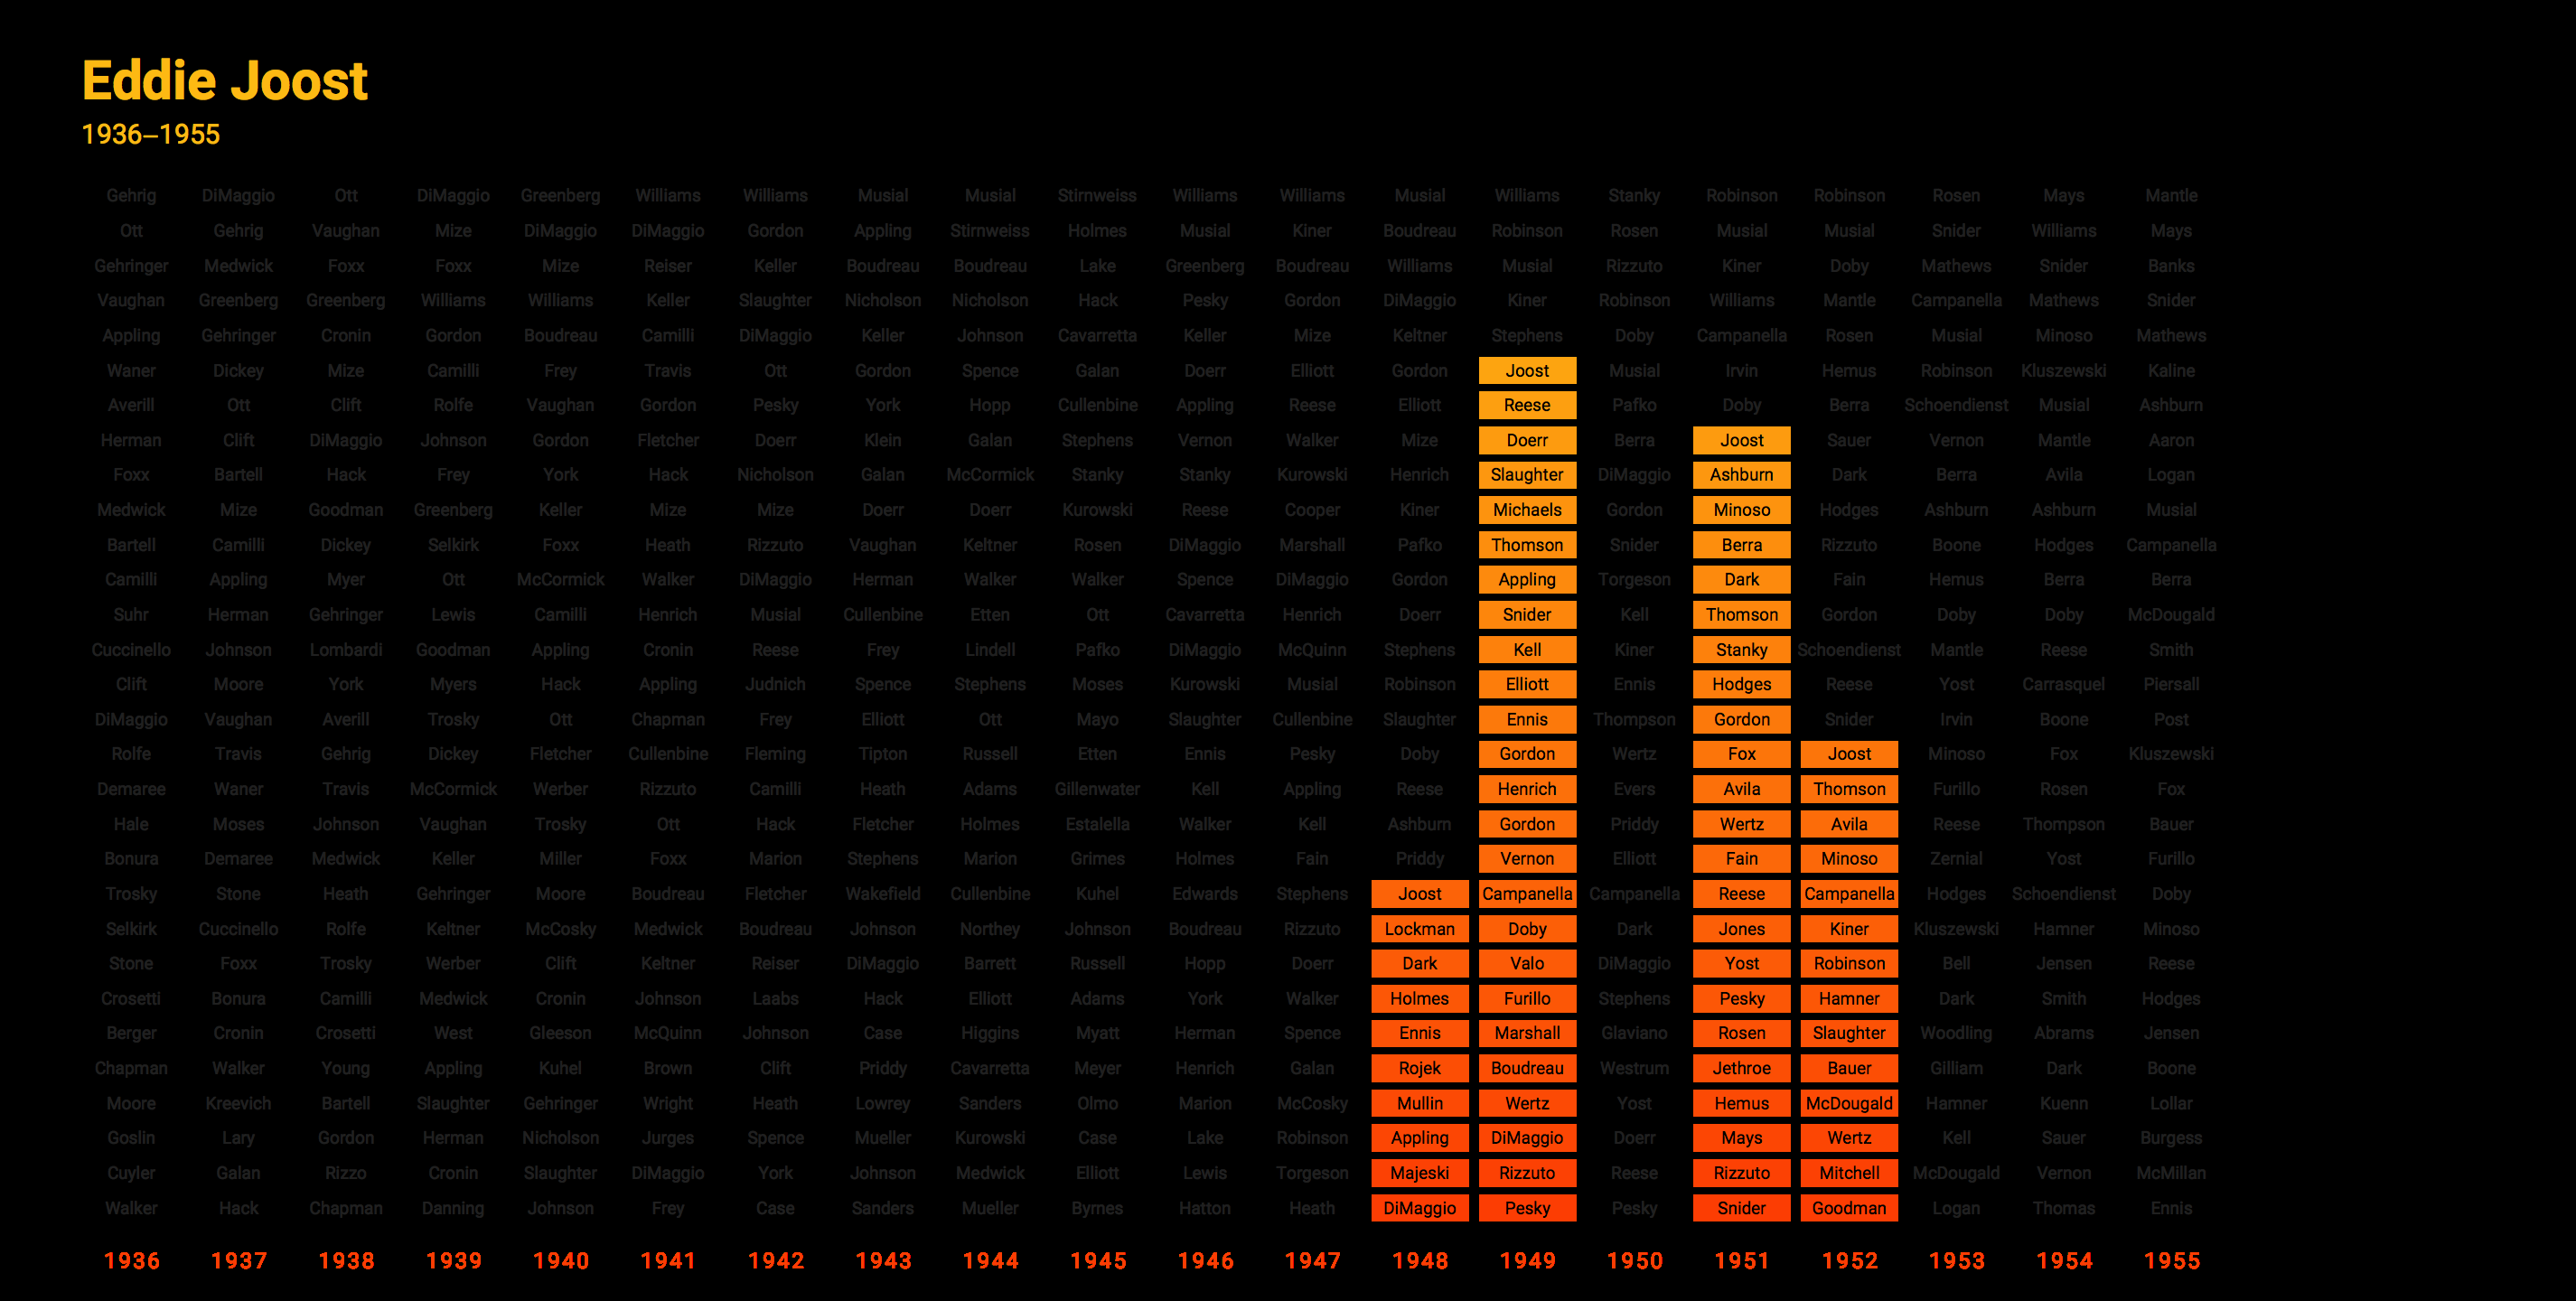 Eddie Joost
1936–1955
Gehrig DiMaggio Ott DiMaggio Greenberg Williams Williams Musial Musial Stirnweiss Williams Williams Musial Williams Stanky Robinson Robinson Rosen Mays Mantle
Ott Gehrig Vaughan Mize DiMaggio DiMaggio Gordon Appling Stirnweiss Holmes Musial Kiner Boudreau Robinson Rosen Musial Musial Snider Williams Mays
Gehringer Medwick Foxx Foxx Mize Reiser Keller Boudreau Boudreau Lake Greenberg Boudreau Williams Musial Rizzuto Kiner Doby Mathews Snider Banks
Vaughan Greenberg Greenberg Williams Williams Keller Slaughter Nicholson Nicholson Hack Pesky Gordon DiMaggio Kiner Robinson Williams Mantle Campanella Mathews Snider
Appling Gehringer Cronin Gordon Boudreau Camilli DiMaggio Keller Johnson Cavarretta Keller Mize Keltner Stephens Doby Campanella Rosen Musial Minoso Mathews
Waner Dickey Mize Camilli Frey Travis Ott Gordon Spence Galan Doerr Elliott Gordon Joost Musial Irvin Hemus Robinson Kluszewski Kaline
Averill Ott Clift Rolfe Vaughan Gordon Pesky York Hopp Cullenbine Appling Reese Elliott Reese Pafko Doby Berra Schoendienst Musial Ashburn
Herman Clift DiMaggio Johnson Gordon Fletcher Doerr Klein Galan Stephens Vernon Walker Mize Doerr Berra Joost Sauer Vernon Mantle Aaron
Foxx Bartell Hack Frey York Hack Nicholson Galan McCormick Stanky Stanky Kurowski Henrich Slaughter DiMaggio Ashburn Dark Berra Avila Logan
Medwick Mize Goodman Greenberg Keller Mize Mize Doerr Doerr Kurowski Reese Cooper Kiner Michaels Gordon Minoso Hodges Ashburn Ashburn Musial
Bartell Camilli Dickey Selkirk Foxx Heath Rizzuto Vaughan Keltner Rosen DiMaggio Marshall Pafko Thomson Snider Berra Rizzuto Boone Hodges Campanella
Camilli Appling Myer Ott McCormick Walker DiMaggio Herman Walker Walker Spence DiMaggio Gordon Appling Torgeson Dark Fain Hemus Berra Berra
Suhr Herman Gehringer Lewis Camilli Henrich Musial Cullenbine Etten Ott Cavarretta Henrich Doerr Snider Kell Thomson Gordon Doby Doby McDougald
Cuccinello Johnson Lombardi Goodman Appling Cronin Reese Frey Lindell Pafko DiMaggio McQuinn Stephens Kell Kiner Stanky Schoendienst Mantle Reese Smith
Clift Moore York Myers Hack Appling Judnich Spence Stephens Moses Kurowski Musial Robinson Elliott Ennis Hodges Reese Yost Carrasquel Piersall
DiMaggio Vaughan Averill Trosky Ott Chapman Frey Elliott Ott Mayo Slaughter Cullenbine Slaughter Ennis Thompson Gordon Snider Irvin Boone Post
Rolfe Travis Gehrig Dickey Fletcher Cullenbine Fleming Tipton Russell Etten Ennis Pesky Doby Gordon Wertz Fox Joost Minoso Fox Kluszewski
Demaree Waner Travis McCormick Werber Rizzuto Camilli Heath Adams Gillenwater Kell Appling Reese Henrich Evers Avila Thomson Furillo Rosen Fox
Hale Moses Johnson Vaughan Trosky Ott Hack Fletcher Holmes Estalella Walker Kell Ashburn Gordon Priddy Wertz Avila Reese Thompson Bauer
Bonura Demaree Medwick Keller Miller Foxx Marion Stephens Marion Grimes Holmes Fain Priddy Vernon Elliott Fain Minoso Zernial Yost Furillo
Trosky Stone Heath Gehringer Moore Boudreau Fletcher Wakefield Cullenbine Kuhel Edwards Stephens Joost Campanella Campanella Reese Campanella Hodges Schoendienst Doby
Selkirk Cuccinello Rolfe Keltner McCosky Medwick Boudreau Johnson Northey Johnson Boudreau Rizzuto Lockman Doby Dark Jones Kiner Kluszewski Hamner Minoso
Stone Foxx Trosky Werber Clift Keltner Reiser DiMaggio Barrett Russell Hopp Doerr Dark Valo DiMaggio Yost Robinson Bell Jensen Reese
Crosetti Bonura Camilli Medwick Cronin Johnson Laabs Hack Elliott Adams York Walker Holmes Furillo Stephens Pesky Hamner Dark Smith Hodges
Berger Cronin Crosetti West Gleeson McQuinn Johnson Case Higgins Myatt Herman Spence Ennis Marshall Glaviano Rosen Slaughter Woodling Abrams Jensen
Chapman Walker Young Appling Kuhel Brown Clift Priddy Cavarretta Meyer Henrich Galan Rojek Boudreau Westrum Jethroe Bauer Gilliam Dark Boone
Moore Kreevich Bartell Slaughter Gehringer Wright Heath Lowrey Sanders Olmo Marion McCosky Mullin Wertz Yost Hemus McDougald Hamner Kuenn Lollar
Goslin Lary Gordon Herman Nicholson Jurges Spence Mueller Kurowski Case Lake Robinson Appling DiMaggio Doerr Mays Wertz Kell Sauer Burgess
Cuyler Galan Rizzo Cronin Slaughter DiMaggio York Johnson Medwick Elliott Lewis Torgeson Majeski Rizzuto Reese Rizzuto Mitchell McDougald Vernon McMillan
Walker Hack Chapman Danning Johnson Frey Case Sanders Mueller Byrnes Hatton Heath DiMaggio Pesky Pesky Snider Goodman Logan Thomas Ennis
1936 1937 1938 1939 1940 1941 1942 1943 1944 1945 1946 1947 1948 1949 1950 1951 1952 1953 1954 1955